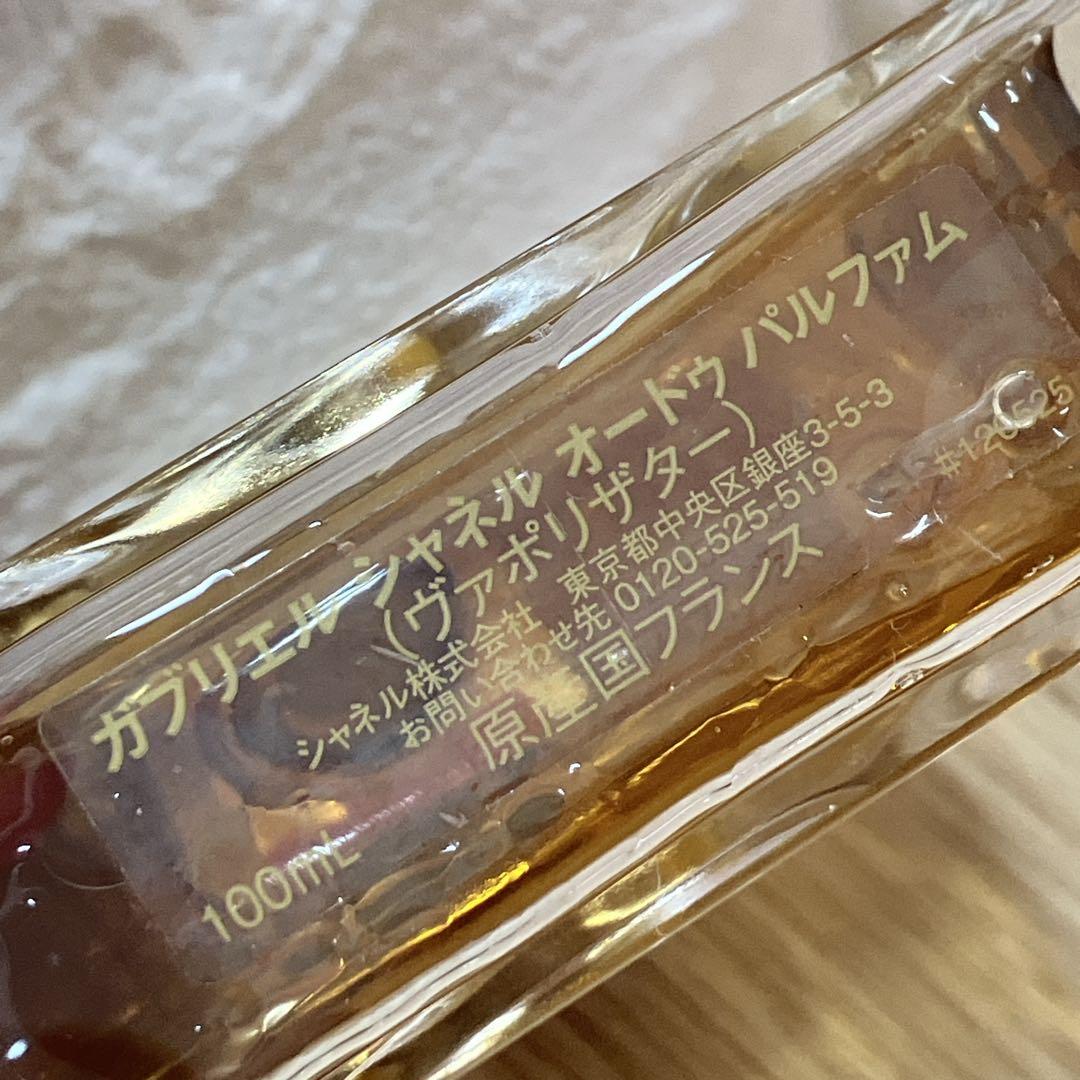 ガブリエル シャネル オードゥ パルファム
(ヴァポリザター)
シャネル株式会社 東京都中央区銀座3-5-3
お問い合わせ先 0120-525-519
原産国フランス
100mL